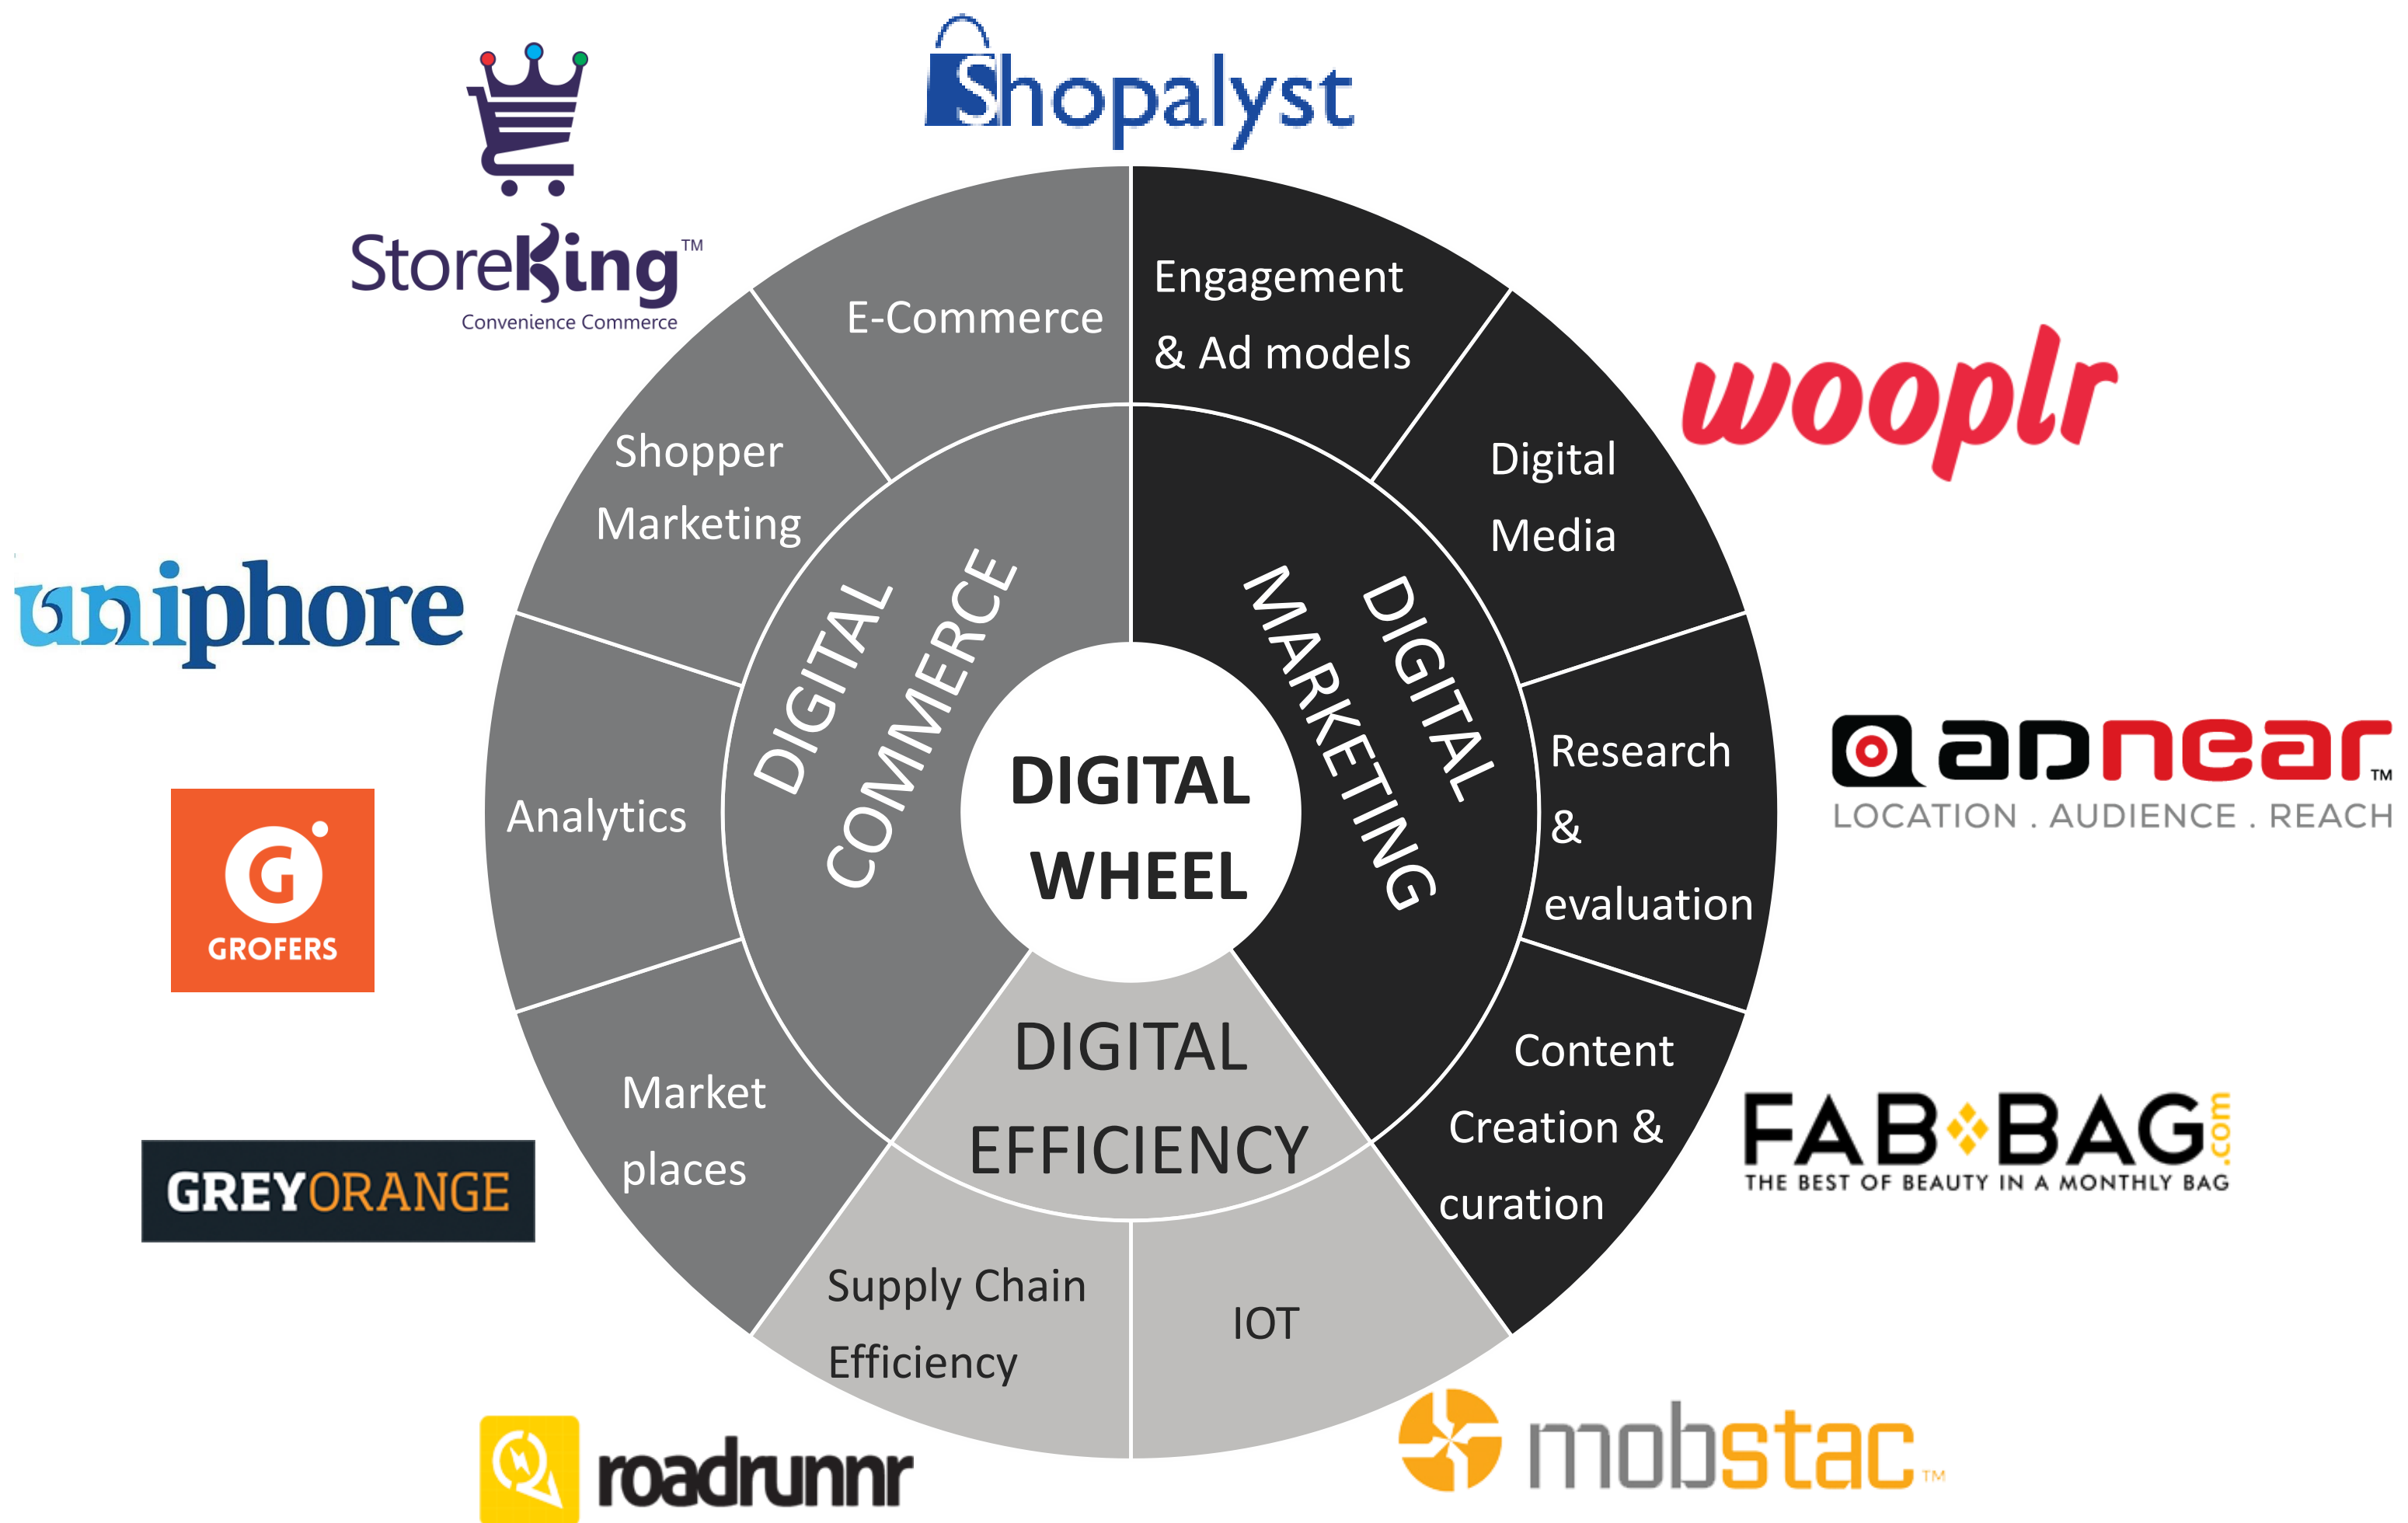 Shopalyst
StoreKing™
Convenience Commerce
E-Commerce
Engagement
& Ad models
wooplr
Shopper
Marketing
Digital
Media
uniphore
DIGITAL
COMMERCE
DIGITAL
MARKETING
DIGITAL
WHEEL
Analytics
Research
&
evaluation
aDnear™
LOCATION . AUDIENCE . REACH
G
GROFERS
DIGITAL
EFFICIENCY
Market
places
Content
Creation &
curation
FAB BAG.com
THE BEST OF BEAUTY IN A MONTHLY BAG
GREYORANGE
Supply Chain
Efficiency
IOT
roadrunnr
mobstac™